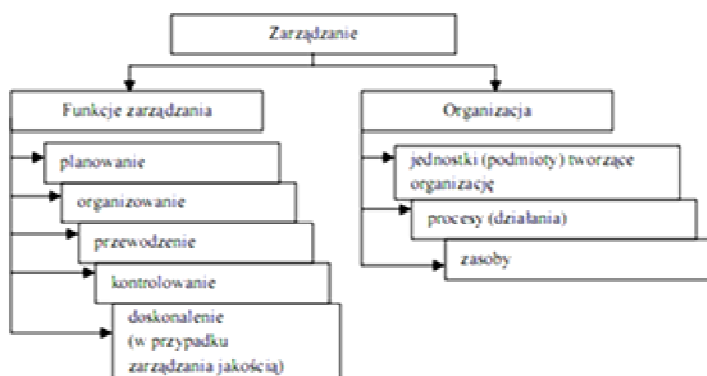 Zarządzanie
Funkcje zarządzania
planowanie
organizowanie
przewodzenie
kontrolowanie
doskonalenie
(w przypadku
zarządzania jakością)
Organizacja
jednostki (podmioty) tworzące
organizację
procesy (działania)
zasoby